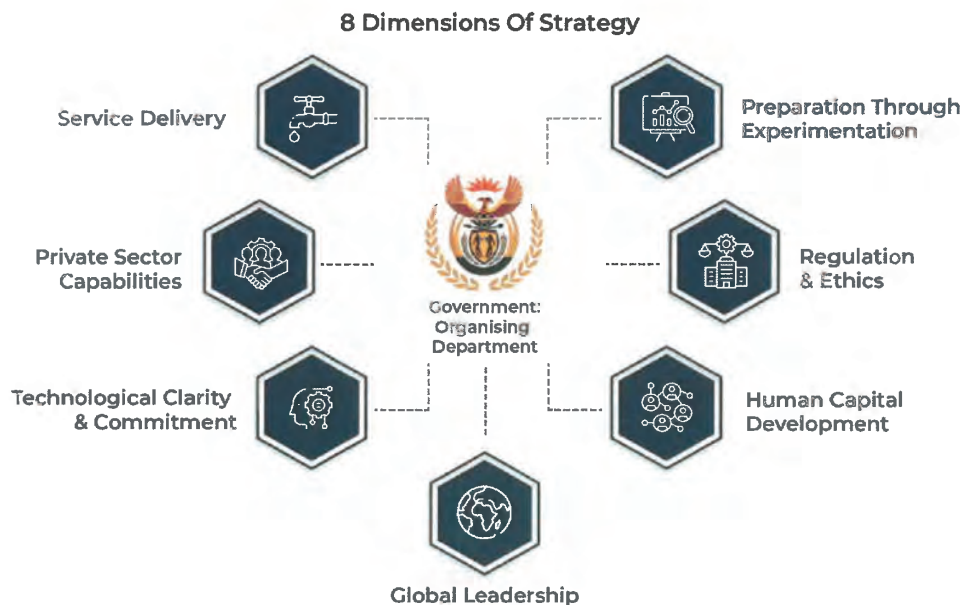 8 Dimensions Of Strategy
Service Delivery
Preparation Through
Experimentation
Private Sector
Capabilities
Government:
Organising
Department
Regulation
& Ethics
Technological Clarity
& Commitment
Human Capital
Development
Global Leadership